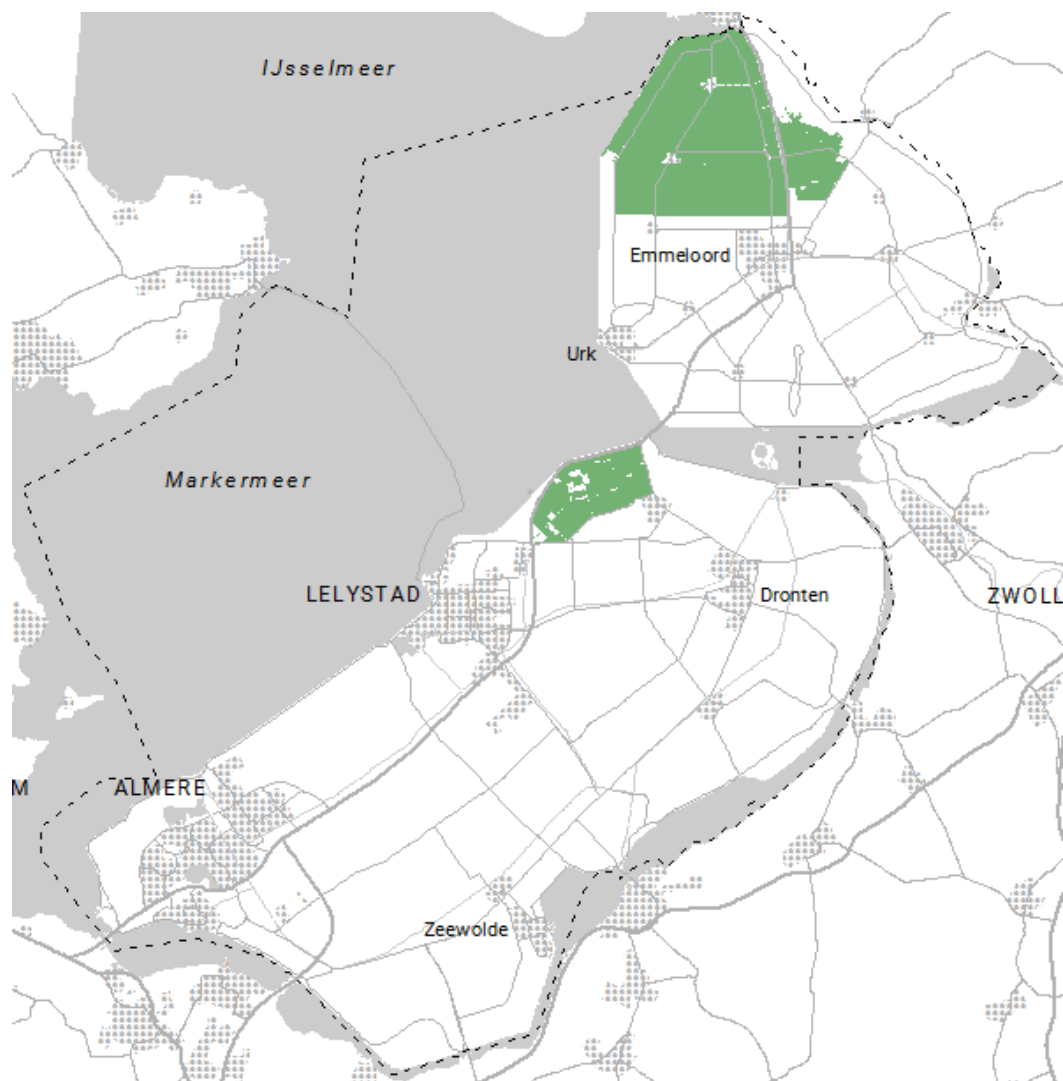 IJsselmeer
Emmeloord
Urk
Markermeer
LELYSTAD
Dronten
ZWOLL
M
ALMERE
Zeewolde